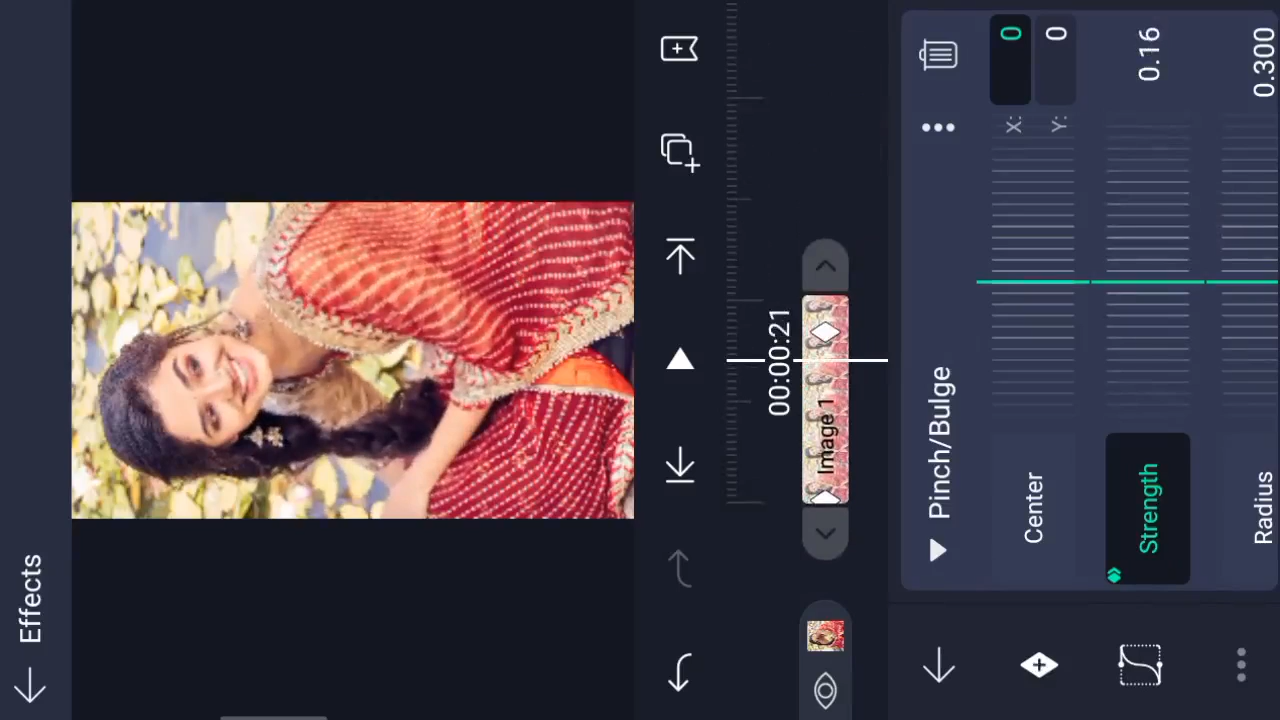 Effects
00:00:21
Image 1
Pinch/Bulge
Center
X: 0
Y: 0
Strength
0.16
Radius
0.300